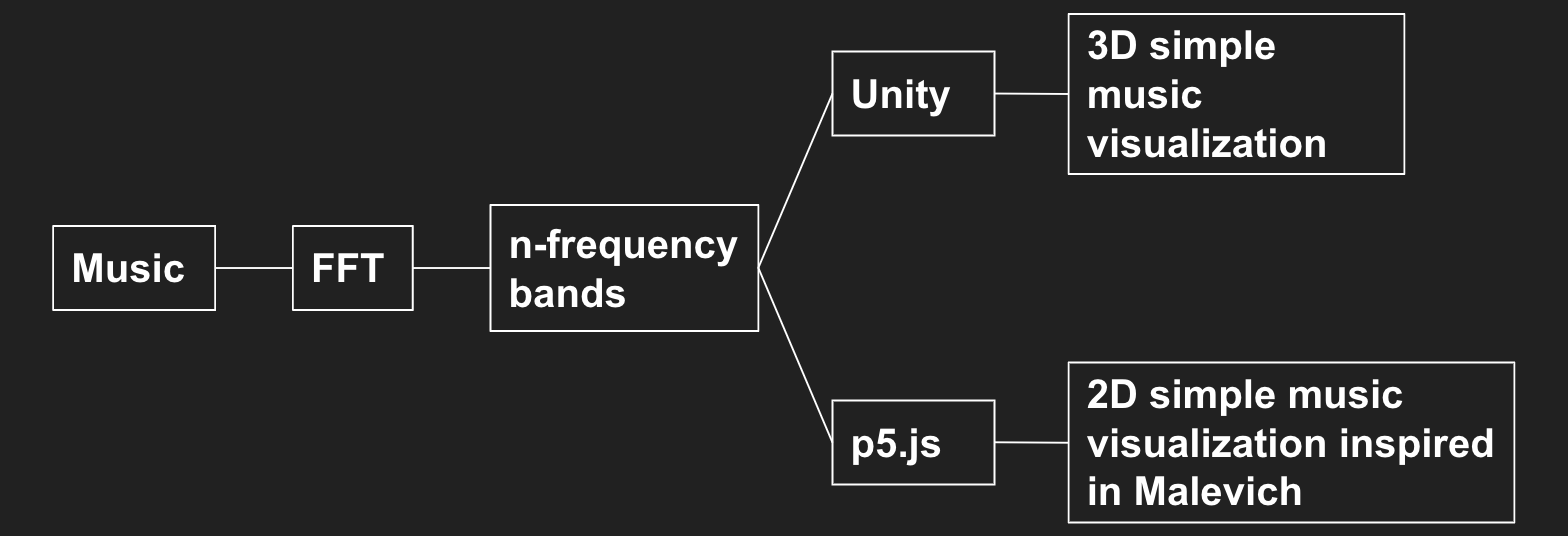 Music
FFT
n-frequency
bands
Unity
3D simple
music
visualization
p5.js
2D simple music
visualization inspired
in Malevich